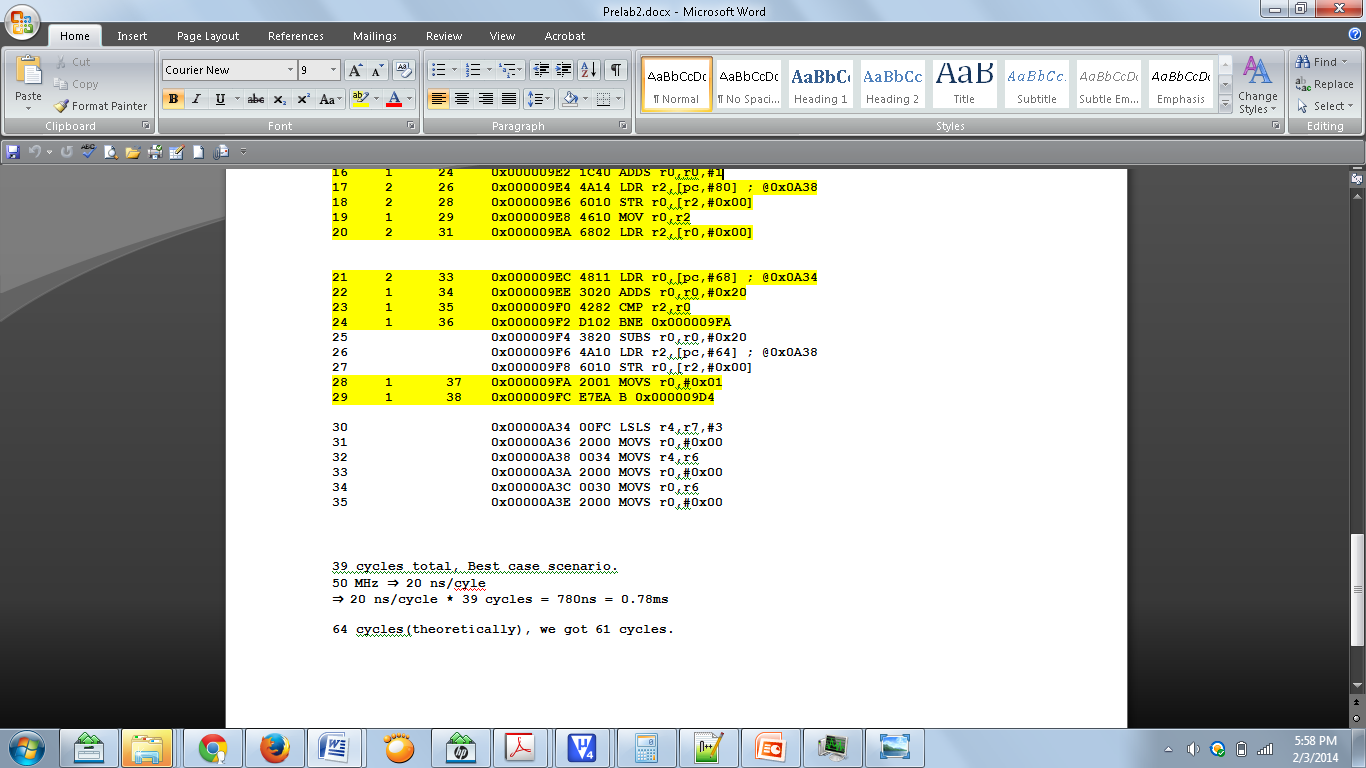 Prelab2.docx - Microsoft Word
Home Insert Page Layout References Mailings Review View Acrobat
Paste
Cut
Copy
Format Painter
Clipboard
Courier New 9
B I U abc X₂ X² Aa
Font
Paragraph
AaBbCcDc AaBbCcDc AaBbCc AaBbCc AaB AaBbCc. AaBbCcDc AaBbCcDc
¶ Normal ¶ No Spaci... Heading 1 Heading 2 Title Subtitle Subtle Em... Emphasis
Change Styles
Styles
Find
Replace
Select
Editing
16 1 24 0x000009E2 1C40 ADDS r0,r0,#1
17 2 26 0x000009E4 4A14 LDR r2,[pc,#80] ; @0x0A38
18 2 28 0x000009E6 6010 STR r0,[r2,#0x00]
19 1 29 0x000009E8 4610 MOV r0,r2
20 2 31 0x000009EA 6802 LDR r2,[r0,#0x00]
21 2 33 0x000009EC 4811 LDR r0,[pc,#68] ; @0x0A34
22 1 34 0x000009EE 3020 ADDS r0,r0,#0x20
23 1 35 0x000009F0 4282 CMP r2,r0
24 1 36 0x000009F2 D102 BNE 0x000009FA
25 0x000009F4 3820 SUBS r0,r0,#0x20
26 0x000009F6 4A10 LDR r2,[pc,#64] ; @0x0A38
27 0x000009F8 6010 STR r0,[r2,#0x00]
28 1 37 0x000009FA 2001 MOVS r0,#0x01
29 1 38 0x000009FC E7EA B 0x000009D4
30 0x00000A34 00FC LSLS r4,r7,#3
31 0x00000A36 2000 MOVS r0,#0x00
32 0x00000A38 0034 MOVS r4,r6
33 0x00000A3A 2000 MOVS r0,#0x00
34 0x00000A3C 0030 MOVS r0,r6
35 0x00000A3E 2000 MOVS r0,#0x00
39 cycles total, Best case scenario.
50 MHz ⇒ 20 ns/cyle
⇒ 20 ns/cycle * 39 cycles = 780ns = 0.78ms
64 cycles(theoretically), we got 61 cycles.
5:58 PM
2/3/2014